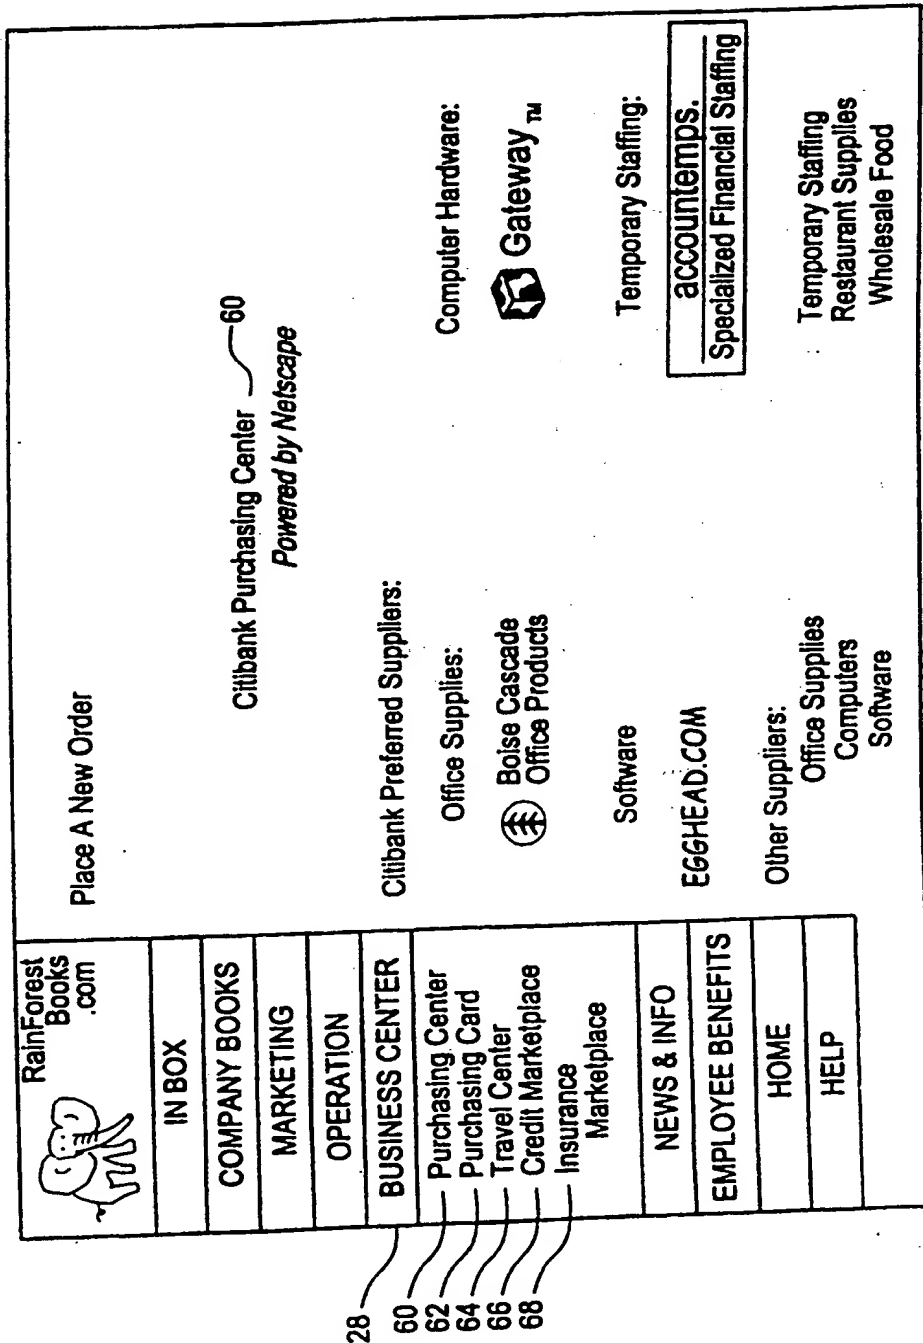 RainForest
Books
.com
IN BOX
COMPANY BOOKS
MARKETING
OPERATION
28
BUSINESS CENTER
60
Purchasing Center
62
Purchasing Card
64
Travel Center
66
Credit Marketplace
68
Insurance
Marketplace
NEWS & INFO
EMPLOYEE BENEFITS
HOME
HELP
Place A New Order
Citibank Purchasing Center 60
Powered by Netscape
Citibank Preferred Suppliers:
Office Supplies:
Boise Cascade
Office Products
Computer Hardware:
Gateway TM
Software
EGGHEAD.COM
Temporary Staffing:
accountemps.
Specialized Financial Staffing
Other Suppliers:
Office Supplies
Computers
Software
Temporary Staffing
Restaurant Supplies
Wholesale Food